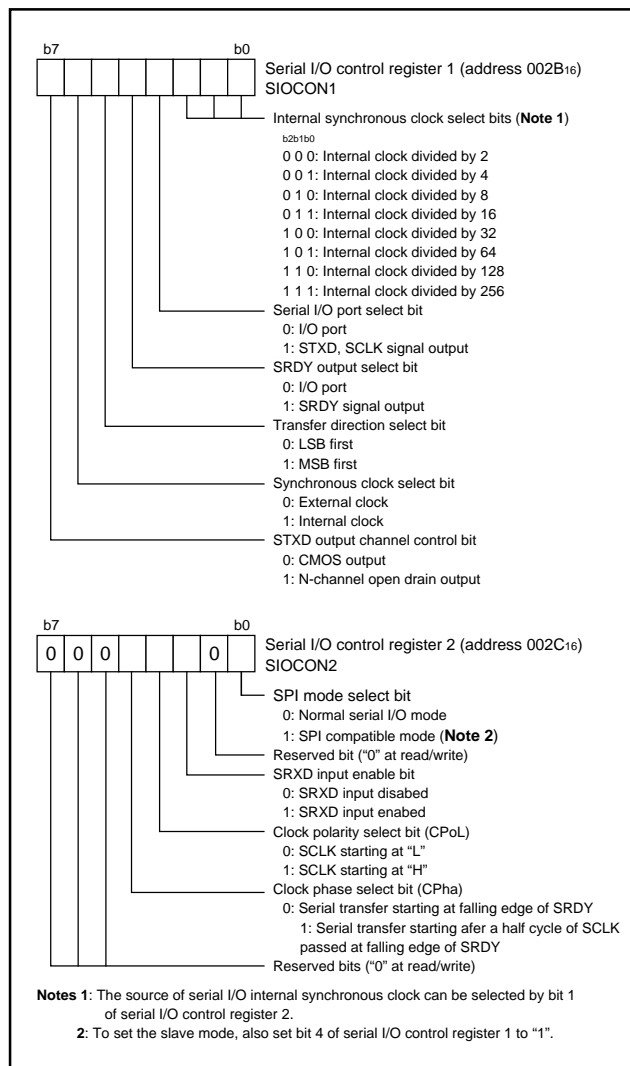 b7 b0
Serial I/O control register 1 (address 002B16)
SIOCON1
Internal synchronous clock select bits (Note 1)
b2b1b0
0 0 0: Internal clock divided by 2
0 0 1: Internal clock divided by 4
0 1 0: Internal clock divided by 8
0 1 1: Internal clock divided by 16
1 0 0: Internal clock divided by 32
1 0 1: Internal clock divided by 64
1 1 0: Internal clock divided by 128
1 1 1: Internal clock divided by 256
Serial I/O port select bit
0: I/O port
1: STXD, SCLK signal output
SRDY output select bit
0: I/O port
1: SRDY signal output
Transfer direction select bit
0: LSB first
1: MSB first
Synchronous clock select bit
0: External clock
1: Internal clock
STXD output channel control bit
0: CMOS output
1: N-channel open drain output
b7 b0
0 0 0 0
Serial I/O control register 2 (address 002C16)
SIOCON2
SPI mode select bit
0: Normal serial I/O mode
1: SPI compatible mode (Note 2)
Reserved bit (“0” at read/write)
SRXD input enable bit
0: SRXD input disabed
1: SRXD input enabed
Clock polarity select bit (CPoL)
0: SCLK starting at “L”
1: SCLK starting at “H”
Clock phase select bit (CPha)
0: Serial transfer starting at falling edge of SRDY
1: Serial transfer starting afer a half cycle of SCLK
passed at falling edge of SRDY
Reserved bits (“0” at read/write)
Notes 1: The source of serial I/O internal synchronous clock can be selected by bit 1
of serial I/O control register 2.
2: To set the slave mode, also set bit 4 of serial I/O control register 1 to “1”.